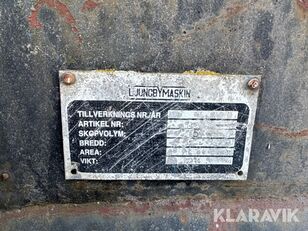 LJUNGBYMASKIN
TILLVERKNINGS NR/ÅR
ARTIKEL NR:
SKOPVOLYM:
BREDD:
AREA:
VIKT:
KLARAVIK